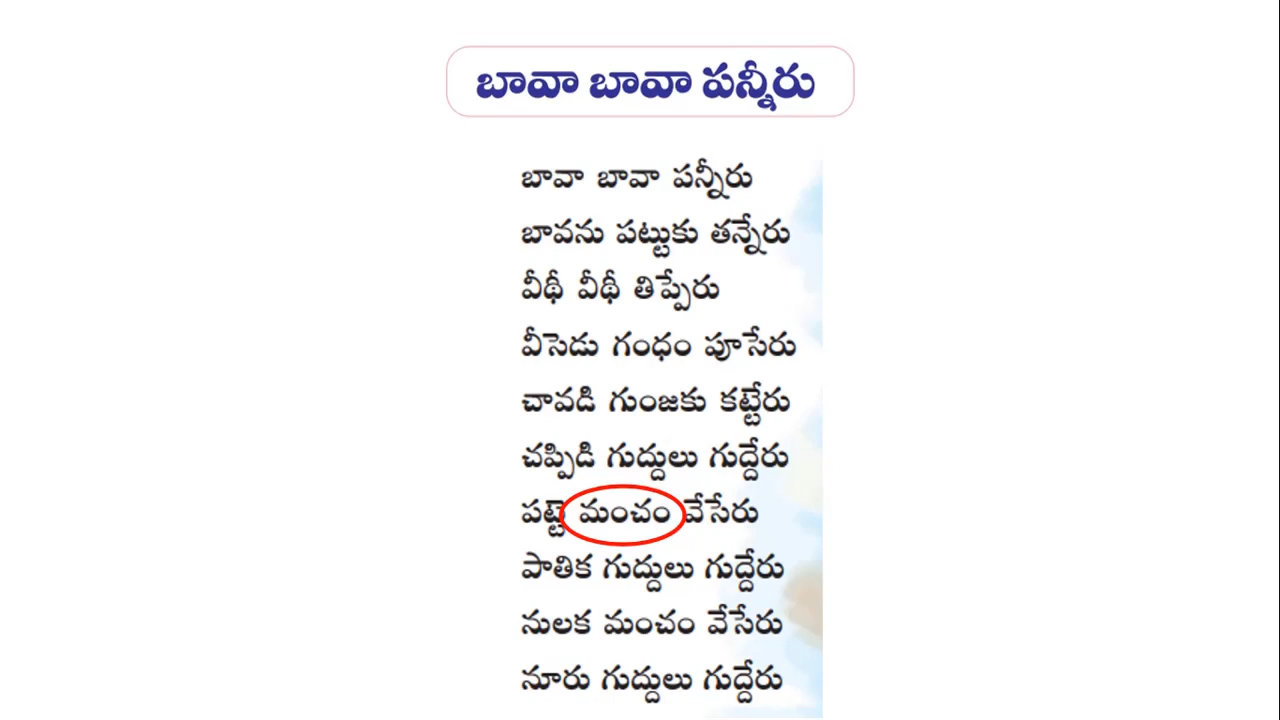 బావా బావా పన్నీరు
బావా బావా పన్నీరు
బావను పట్టుకు తన్నేరు
వీథీ వీథీ తిప్పేరు
వీసెడు గంధం పూసేరు
చావడి గుంజకు కట్టేరు
చప్పిడి గుద్దులు గుద్దేరు
పట్టె మంచం వేసేరు
పాతిక గుద్దులు గుద్దేరు
నులక మంచం వేసేరు
నూరు గుద్దులు గుద్దేరు